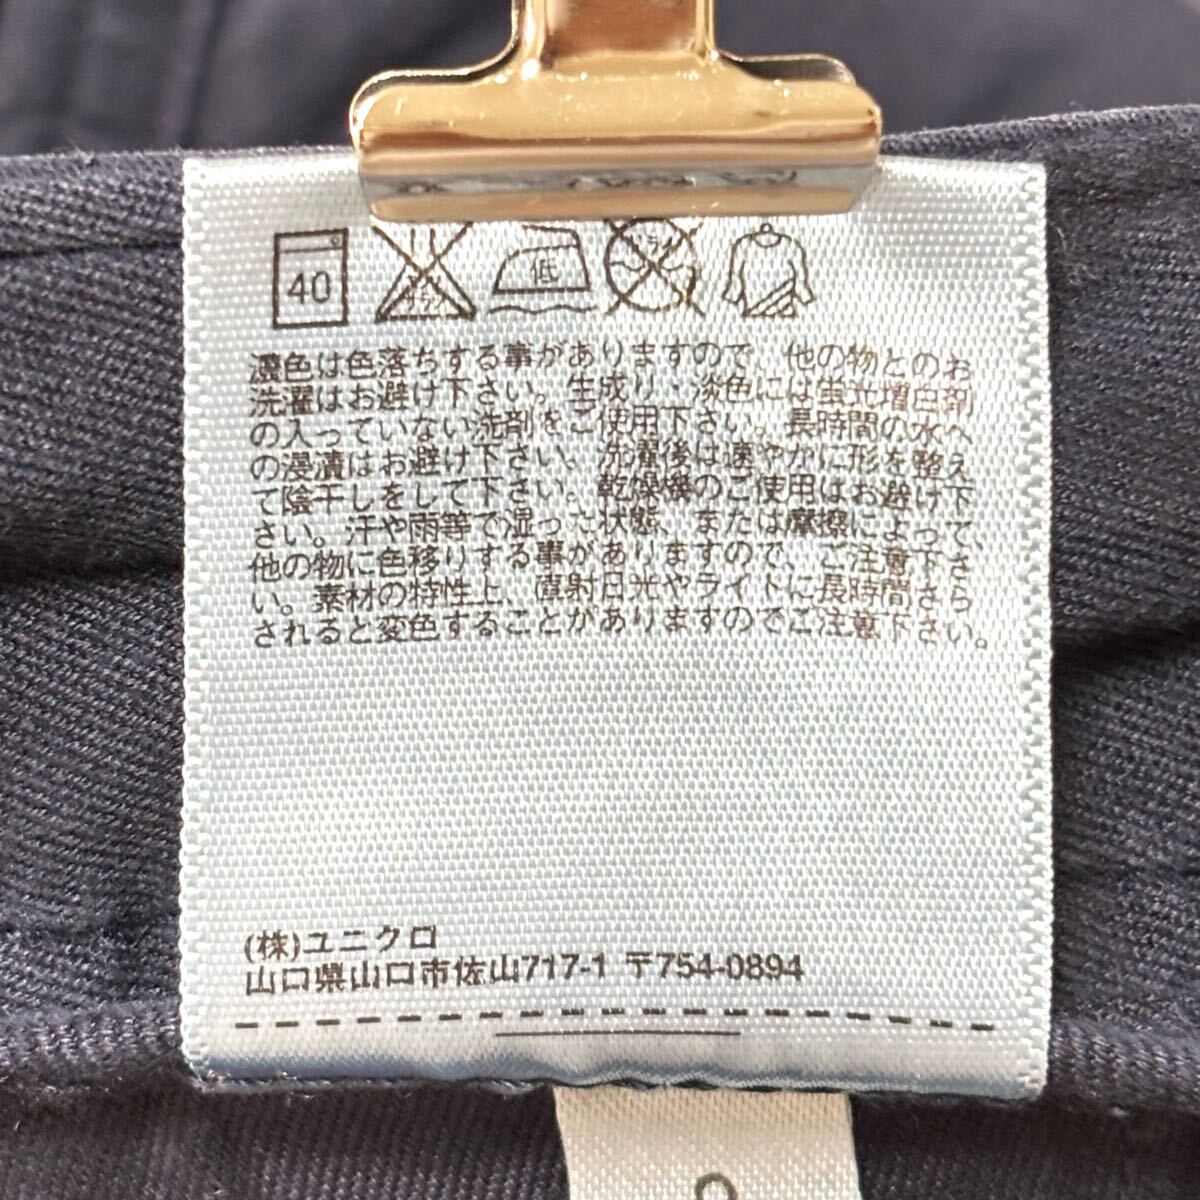 40
低
ドライ
濃色は色落ちする事がありますので、他の物とのお
洗濯はお避け下さい。生成り・淡色には蛍光増白剤
の入っていない洗剤をご使用下さい。長時間の水へ
の浸漬はお避け下さい。洗濯後は速やかに形を整え
て陰干しをして下さい。乾燥機のご使用はお避け下
さい。汗や雨等で湿った状態、または摩擦によって、
他の物に色移りする事がありますので、ご注意下さ
い。素材の特性上、直射日光やライトに長時間さら
されると変色することがありますのでご注意下さい。
(株)ユニクロ
山口県山口市佐山717-1 〒754-0894